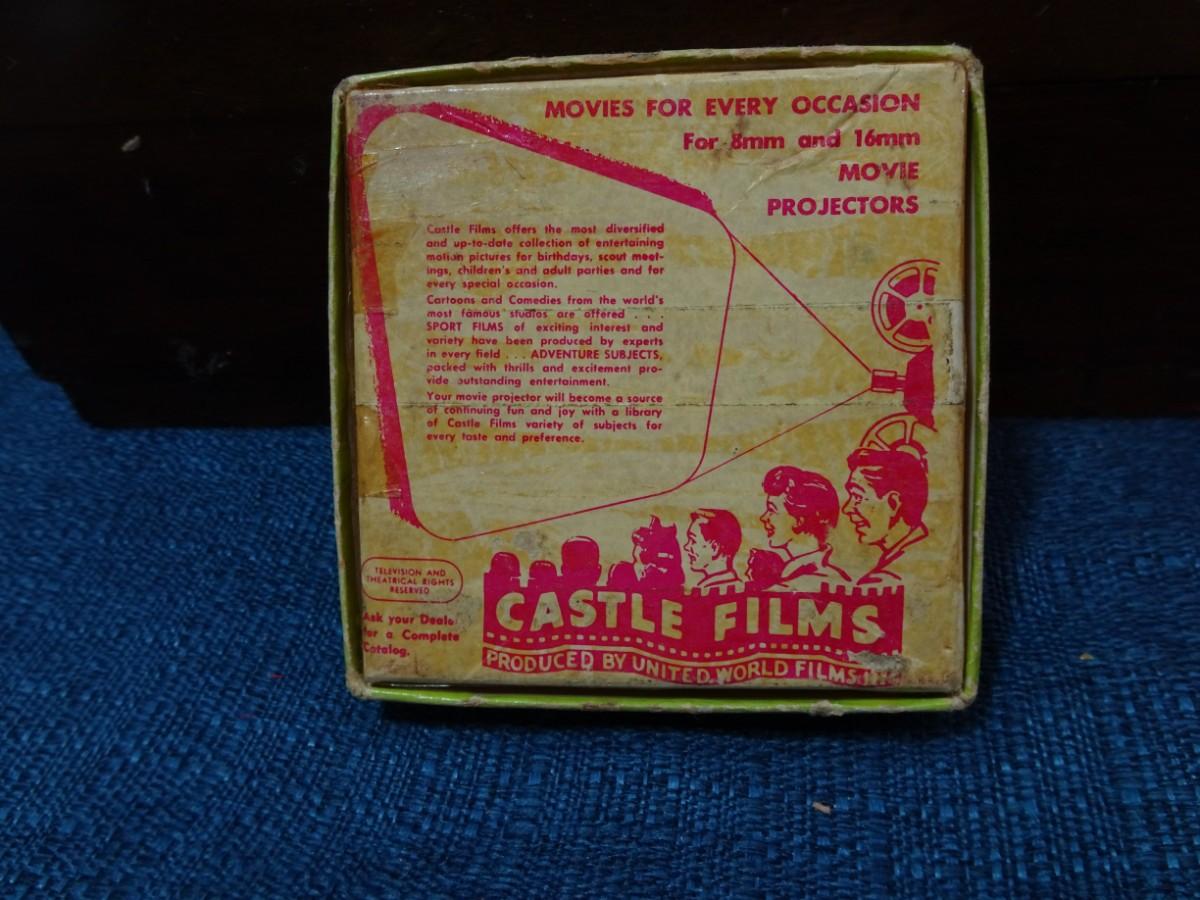 MOVIES FOR EVERY OCCASION
For 8mm and 16mm
MOVIE
PROJECTORS
Castle Films offers the most diversified
and up-to-date collection of entertaining
motion pictures for birthdays, scout meet-
ings, children's and adult parties and for
every special occasion.
Cartoons and Comedies from the world's
most famous studios are offered . . .
SPORT FILMS of exciting interest and
variety have been produced by experts
in every field . . . ADVENTURE SUBJECTS,
packed with thrills and excitement pro-
vide outstanding entertainment.
Your movie projector will become a source
of continuing fun and joy with a library
of Castle Films variety of subjects for
every taste and preference.
TELEVISION AND
THEATRICAL RIGHTS
RESERVED
Ask your Dealer
for a Complete
Catalog.
CASTLE FILMS
PRODUCED BY UNITED WORLD FILMS